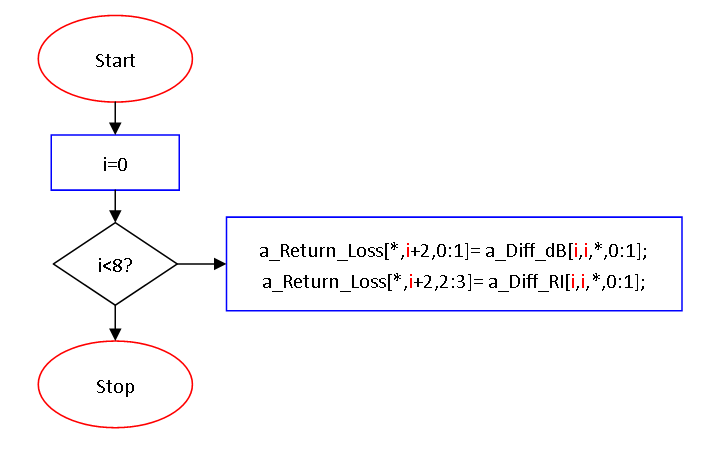 Start
i=0
i<8?
a_Return_Loss[*,i+2,0:1]= a_Diff_dB[i,i,*,0:1];
a_Return_Loss[*,i+2,2:3]= a_Diff_RI[i,i,*,0:1];
Stop